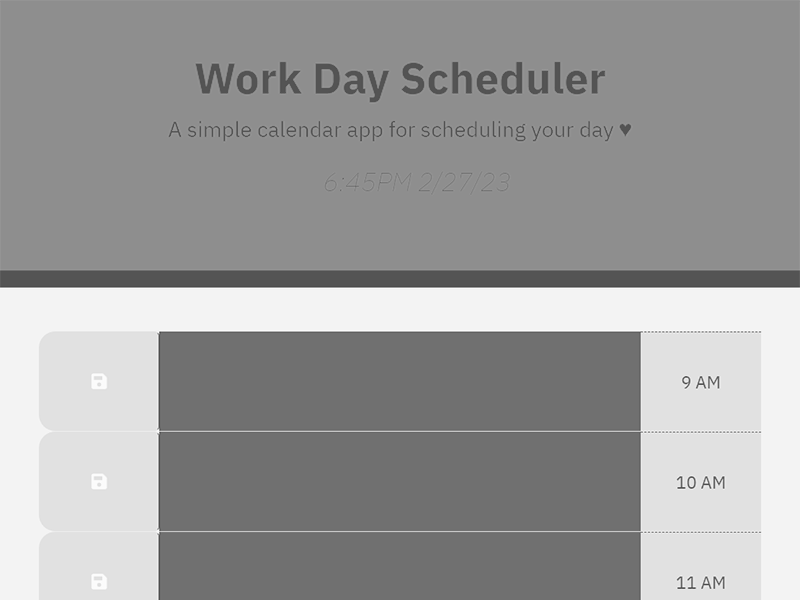 Work Day Scheduler
A simple calendar app for scheduling your day ♥
6:45PM 2/27/23
9 AM
10 AM
11 AM